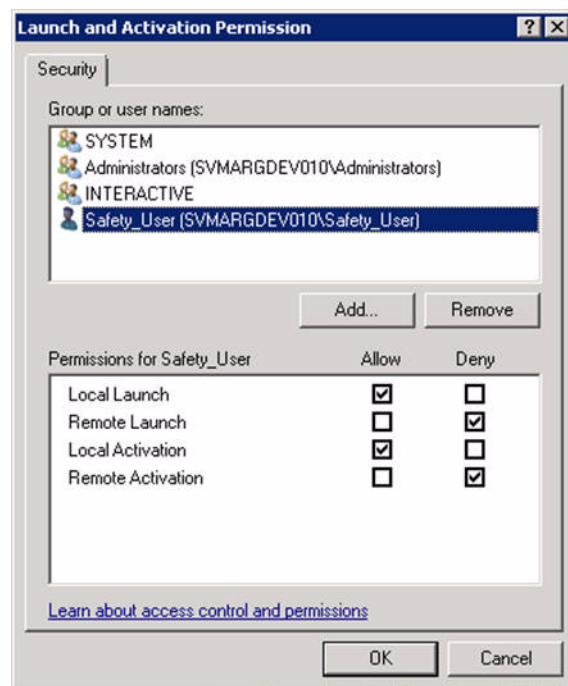 Launch and Activation Permission
Security
Group or user names:
SYSTEM
Administrators (SVMARGDEV010\Administrators)
INTERACTIVE
Safety_User (SVMARGDEV010\Safety_User)
Add... Remove
Permissions for Safety_User Allow Deny
Local Launch
Remote Launch
Local Activation
Remote Activation
Learn about access control and permissions
OK Cancel